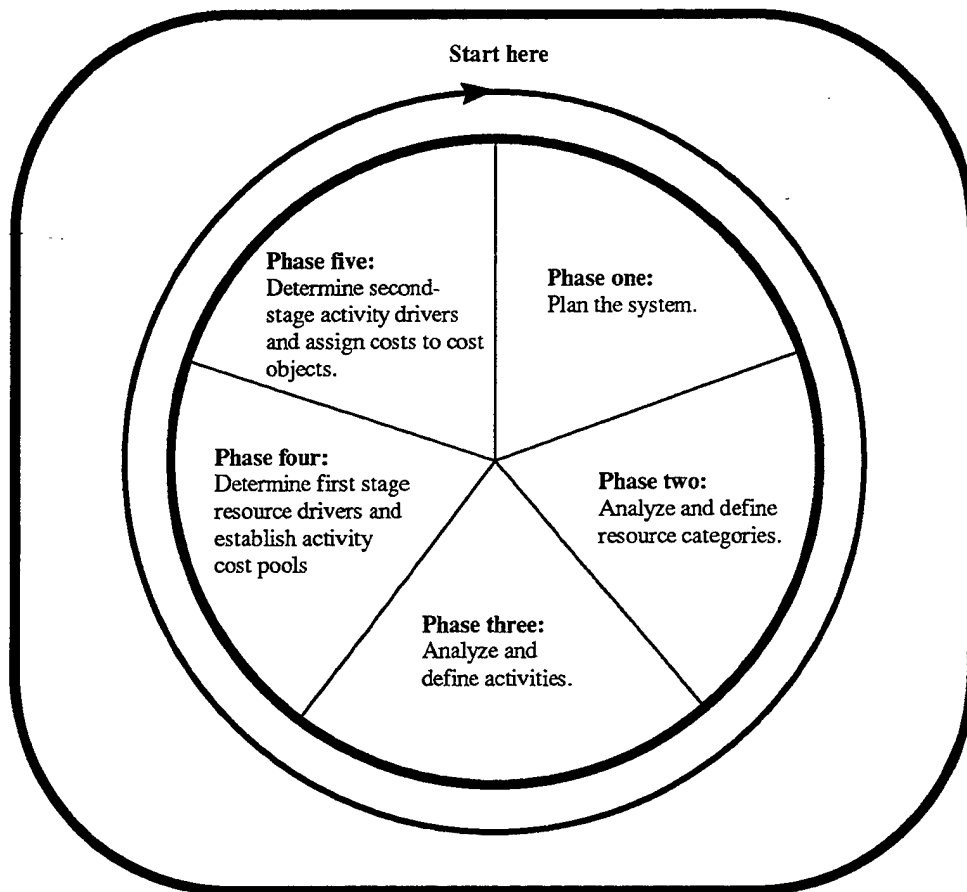 Start here
Phase one:
Plan the system.
Phase two:
Analyze and define
resource categories.
Phase three:
Analyze and
define activities.
Phase four:
Determine first stage
resource drivers and
establish activity
cost pools
Phase five:
Determine second-
stage activity drivers
and assign costs to cost
objects.